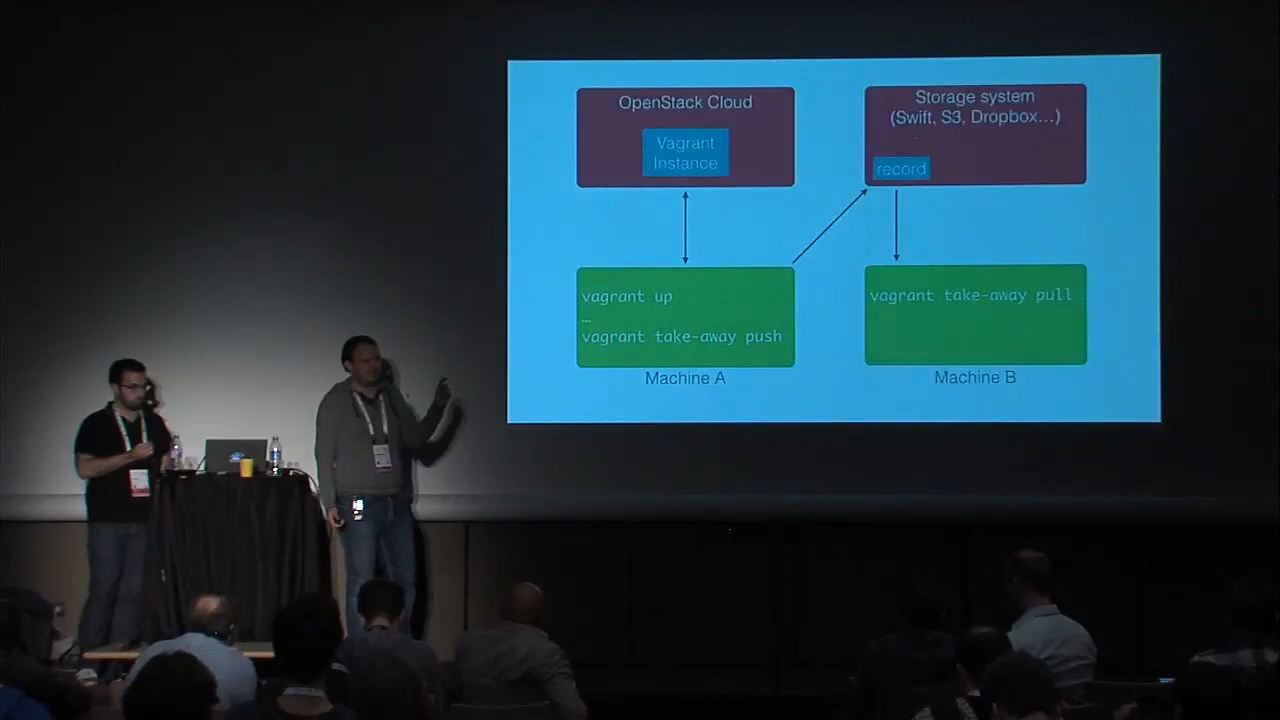 OpenStack Cloud
Vagrant
Instance
Storage system
(Swift, S3, Dropbox...)
record
vagrant up
...
vagrant take-away push
Machine A
vagrant take-away pull
Machine B